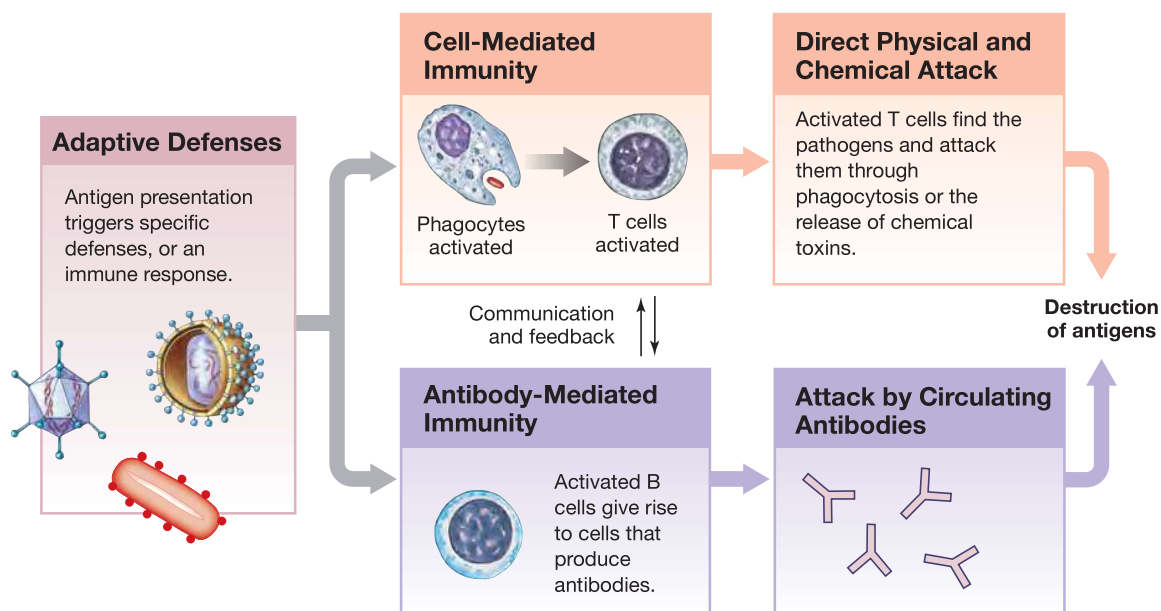 Adaptive Defenses
Antigen presentation
triggers specific
defenses, or an
immune response.
Cell-Mediated
Immunity
Phagocytes
activated
T cells
activated
Direct Physical and
Chemical Attack
Activated T cells find the
pathogens and attack
them through
phagocytosis or the
release of chemical
toxins.
Communication
and feedback
Destruction
of antigens
Antibody-Mediated
Immunity
Activated B
cells give rise
to cells that
produce
antibodies.
Attack by Circulating
Antibodies